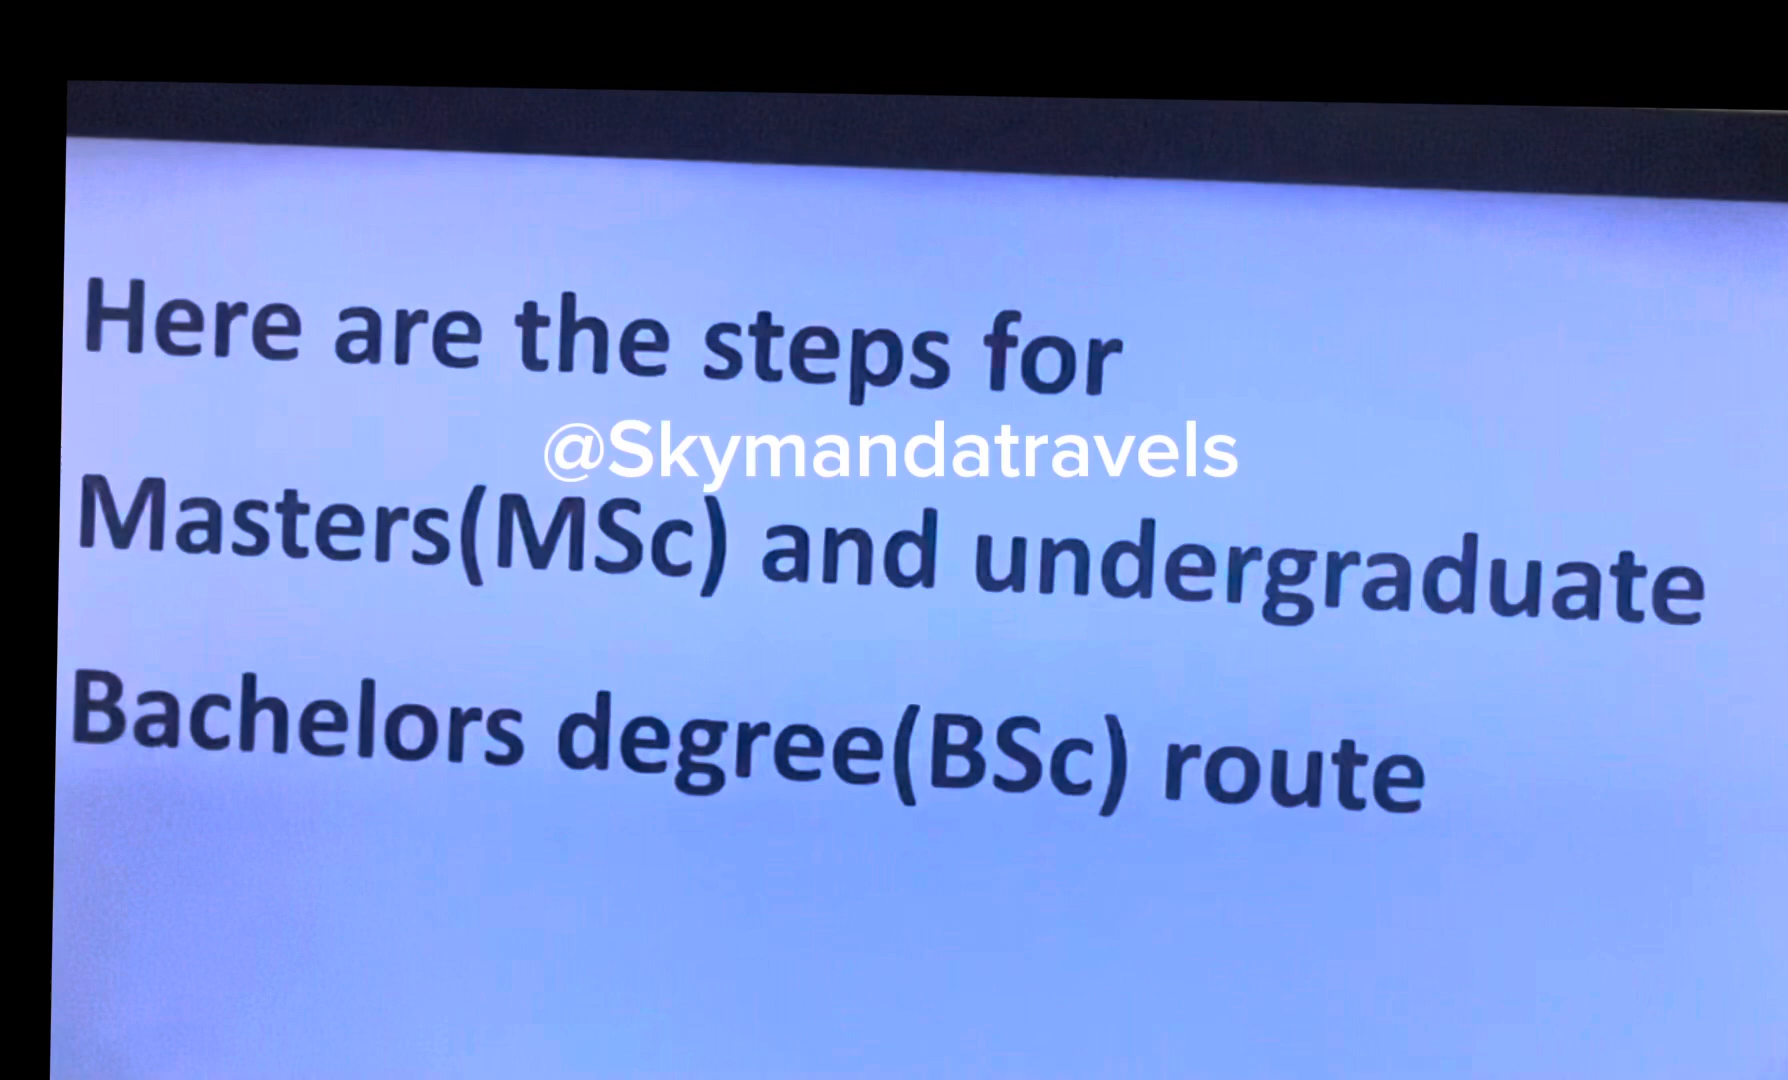 Here are the steps for
@Skymandatravels
Masters(MSc) and undergraduate
Bachelors degree(BSc) route